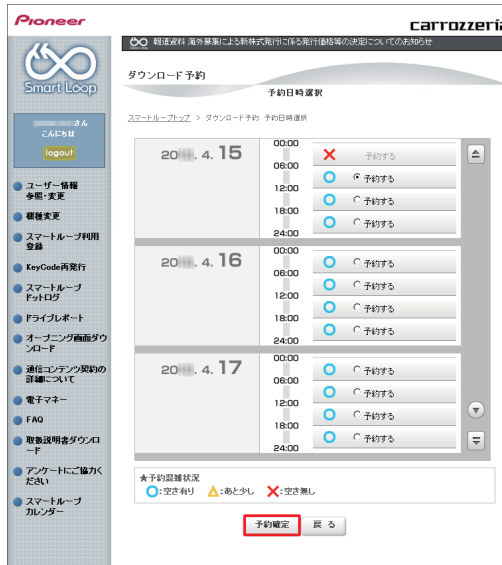 Pioneer
carrozzeria
報道資料 海外募集による新株式発行に係る発行価格等の決定についてのお知らせ
Smart Loop
さん
こんにちは
logout
ユーザー情報
参照・変更
機種変更
スマートループ利用
登録
KeyCode再発行
スマートループ
ドットログ
ドライブレポート
オープニング画面ダウ
ンロード
通信コンテンツ契約の
詳細について
電子マネー
FAQ
取扱説明書ダウンロ
ード
アンケートにご協力く
ださい
スマートループ
カレンダー
ダウンロード予約
予約日時選択
スマートループトップ > ダウンロード予約 予約日時選択
20 . 4. 15
00:00
予約する
06:00
予約する
12:00
予約する
18:00
予約する
24:00
20 . 4. 16
00:00
予約する
06:00
予約する
12:00
予約する
18:00
予約する
24:00
20 . 4. 17
00:00
予約する
06:00
予約する
12:00
予約する
18:00
予約する
24:00
★予約混雑状況
○:空き有り △:あと少し ×:空き無し
予約確定 戻る